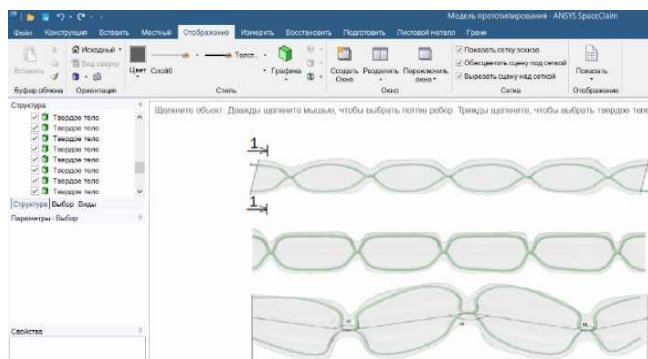 Модель прототипирования - ANSYS SpaceClaim
Файл Конструкция Вставить Местный Отображение Измерить Восстановить Подготовить Листовой металл Грани
Вставить
Исходный
Вид сверху
Цвет Слой0
Толст..
Графика
Создать Окно
Разделить
Переключить окно
Показать сетку эскиза
Обесцветить сцену под сеткой
Вырезать сцену над сеткой
Показать
Буфер обмена Ориентация Стиль Окно Сетка Отображение
Структура
Твердое тело
Твердое тело
Твердое тело
Твердое тело
Твердое тело
Твердое тело
Твердое тело
Структура Выбор Виды
Параметры - Выбор
Свойства
Щелкните объект. Дважды щелкните мышью, чтобы выбрать петлю ребер. Трижды щелкните, чтобы выбрать твердое тело
1
1